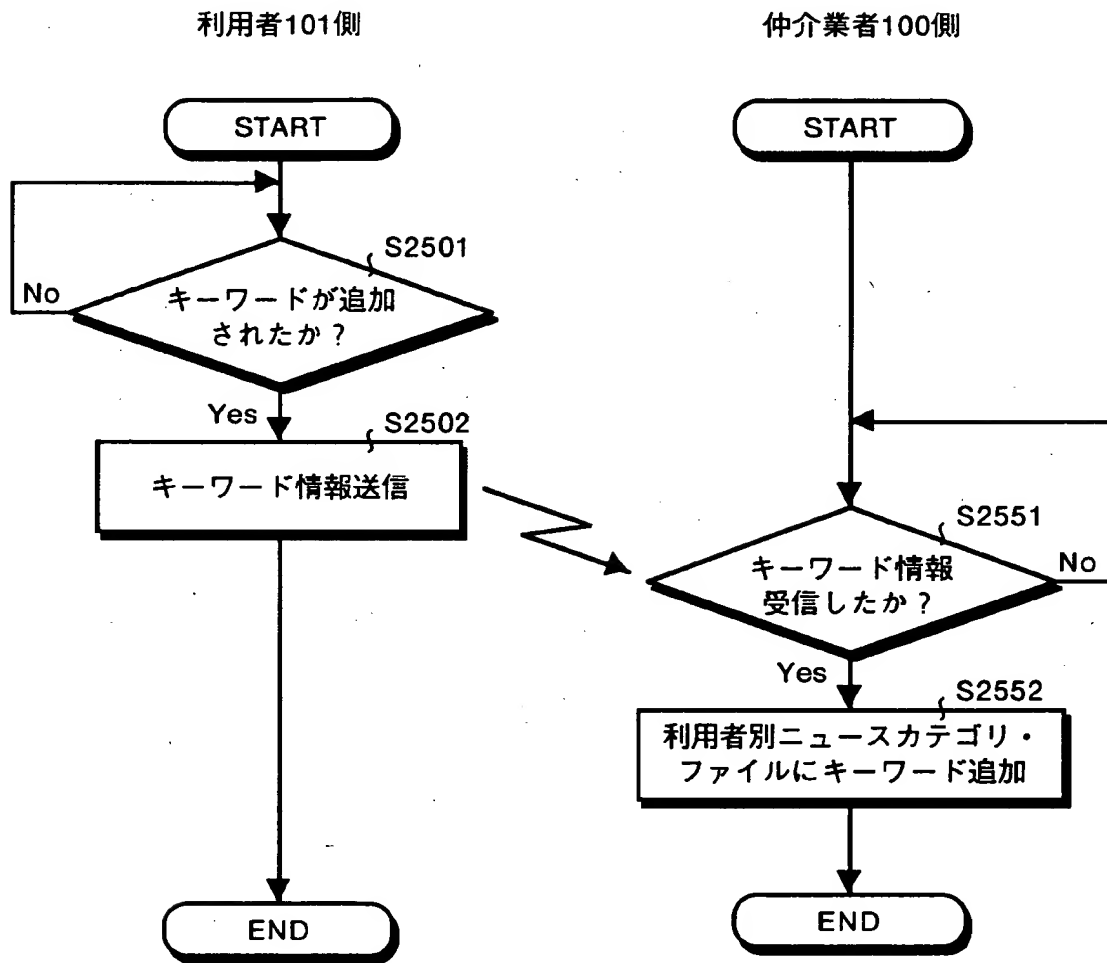 利用者101側
START
S2501
キーワードが追加
されたか？
No
Yes
S2502
キーワード情報送信
END
仲介業者100側
START
S2551
キーワード情報
受信したか？
No
Yes
S2552
利用者別ニュースカテゴリ・
ファイルにキーワード追加
END